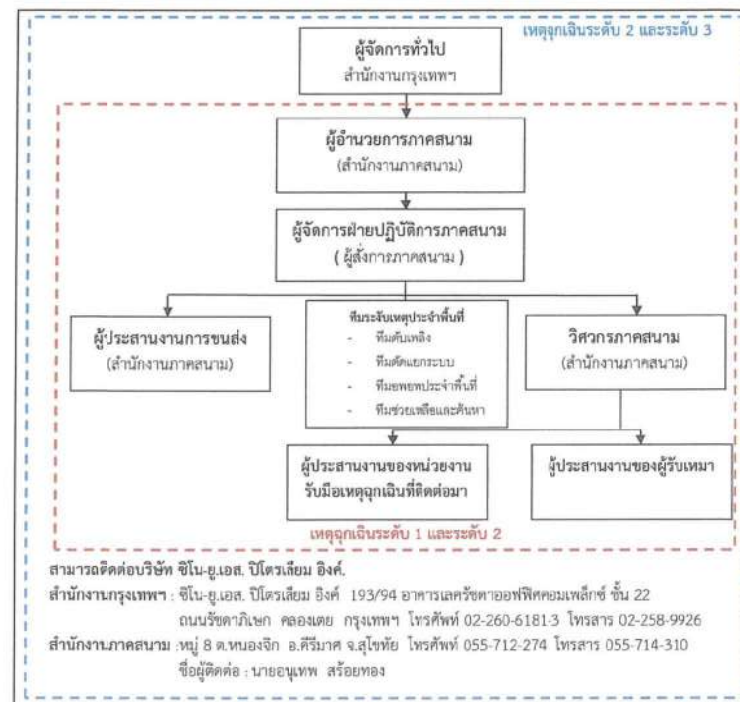 เหตุฉุกเฉินระดับ 2 และระดับ 3
ผู้จัดการทั่วไป
สำนักงานกรุงเทพฯ
ผู้อำนวยการภาคสนาม
(สำนักงานภาคสนาม)
ผู้จัดการฝ่ายปฏิบัติการภาคสนาม
( ผู้สั่งการภาคสนาม )
ผู้ประสานงานการขนส่ง
(สำนักงานภาคสนาม)
ทีมระงับเหตุประจำพื้นที่
- ทีมดับเพลิง
- ทีมตัดแยกระบบ
- ทีมอพยพประจำพื้นที่
- ทีมช่วยเหลือและค้นหา
วิศวกรภาคสนาม
(สำนักงานภาคสนาม)
ผู้ประสานงานของหน่วยงาน
รับมือเหตุฉุกเฉินที่ติดต่อมา
ผู้ประสานงานของผู้รับเหมา
เหตุฉุกเฉินระดับ 1 และระดับ 2
สามารถติดต่อบริษัท ซิโน-ยู.เอส. ปิโตรเลียม อิงค์.
สำนักงานกรุงเทพฯ : ซิโน-ยู.เอส. ปิโตรเลียม อิงค์ 193/94 อาคารเลครัชดาออฟฟิศคอมเพล็กซ์ ชั้น 22
ถนนรัชดาภิเษก คลองเตย กรุงเทพฯ โทรศัพท์ 02-260-6181-3 โทรสาร 02-258-9926
สำนักงานภาคสนาม :หมู่ 8 ต.หนองจิก อ.คีรีมาศ จ.สุโขทัย โทรศัพท์ 055-712-274 โทรสาร 055-714-310
ชื่อผู้ติดต่อ : นายอนุเทพ สร้อยทอง